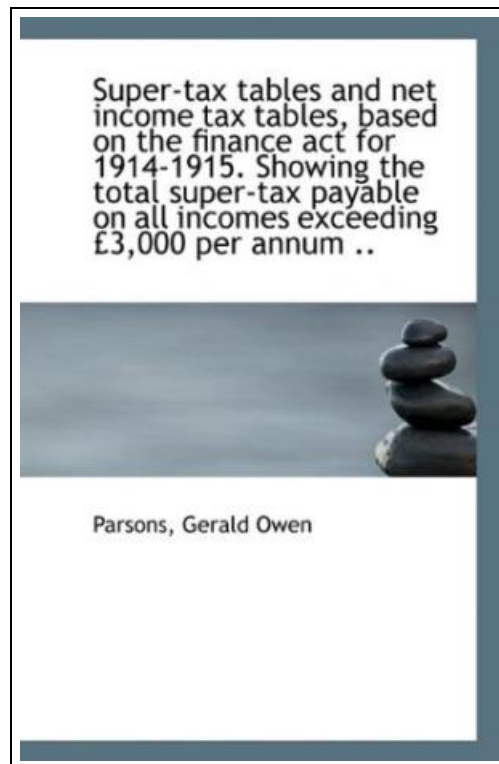 Super-tax tables and net
income tax tables, based
on the finance act for
1914-1915. Showing the
total super-tax payable
on all incomes exceeding
£3,000 per annum ..
Parsons, Gerald Owen